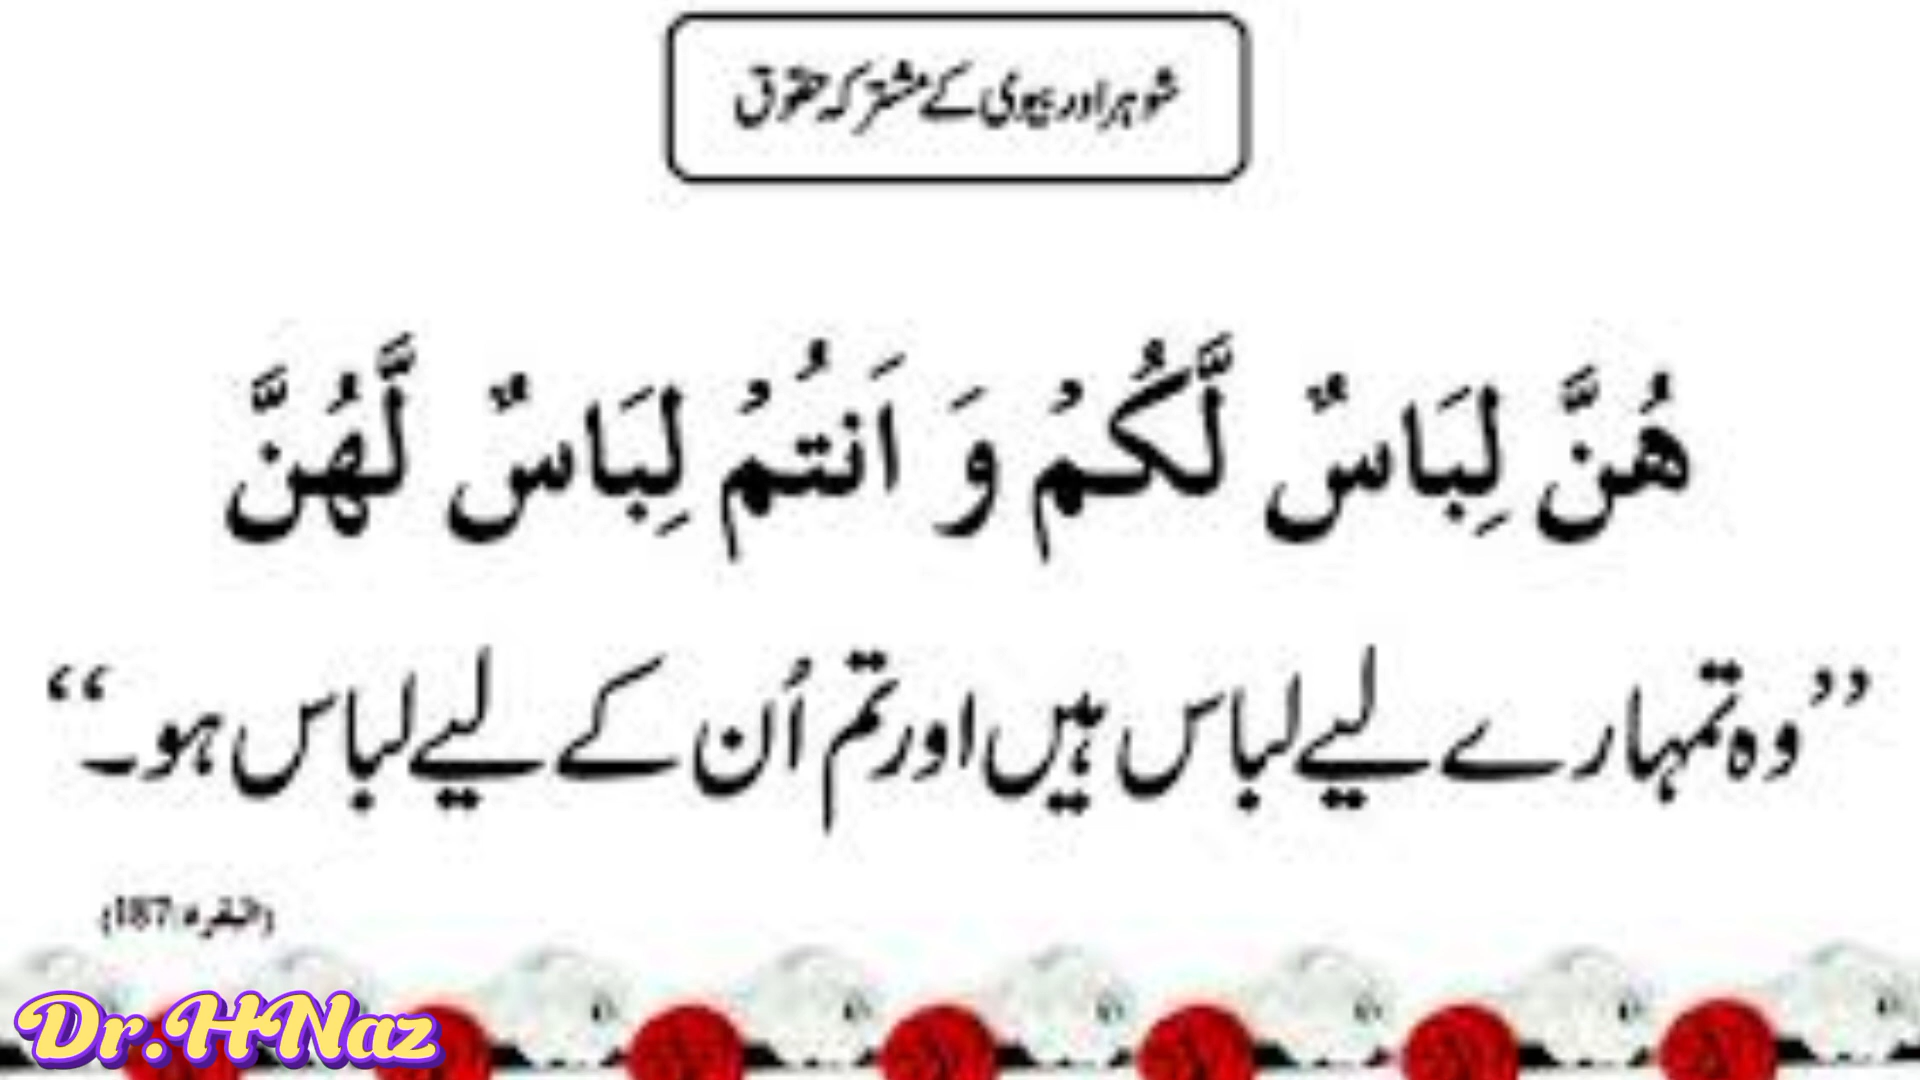 شوہر اور بیوی کے مشترکہ حقوق
هُنَّ لِبَاسٌ لَّكُمْ وَ اَنتُمْ لِبَاسٌ لَّهُنَّ
’’وہ تمہارے لیے لباس ہیں اور تم اُن کے لیے لباس ہو۔‘‘
(البقرہ:187)
Dr.HNaz